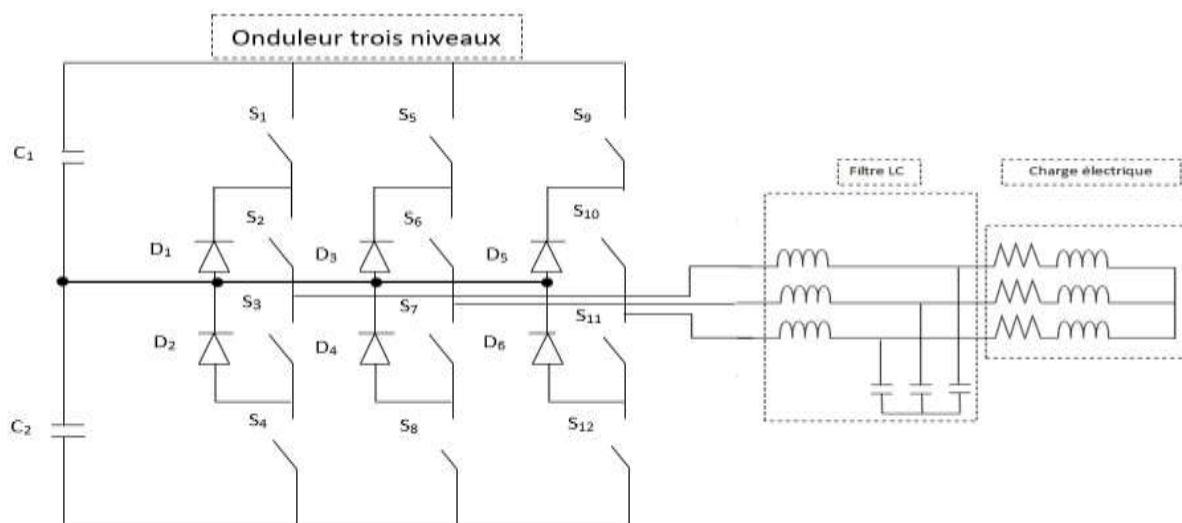 Onduleur trois niveaux
S₁
S₅
S₉
C₁
Filtre LC
Charge électrique
S₂
S₆
S₁₀
D₁
D₃
D₅
S₃
S₇
S₁₁
D₂
D₄
D₆
C₂
S₄
S₈
S₁₂